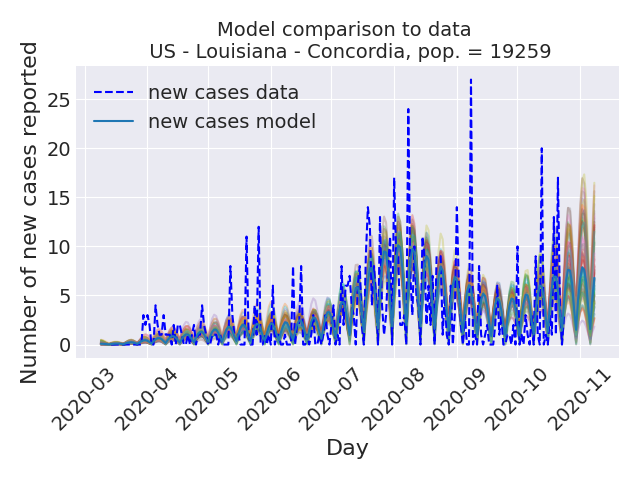 Model comparison to data
US - Louisiana - Concordia, pop. = 19259
new cases data
new cases model
Number of new cases reported
25
20
15
10
5
0
2020-03
2020-04
2020-05
2020-06
2020-07
2020-08
2020-09
2020-10
2020-11
Day